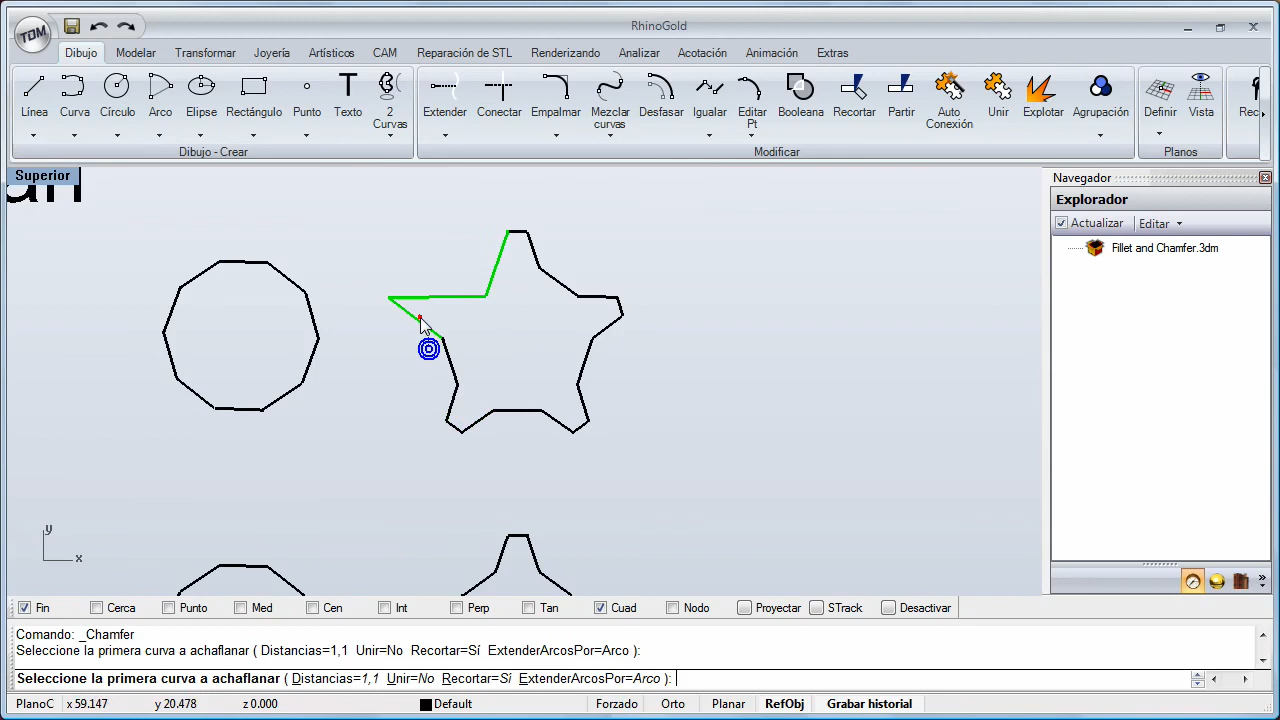 TDM
RhinoGold
Dibujo Modelar Transformar Joyería Artísticos CAM Reparación de STL Renderizando Analizar Acotación Animación Extras
Línea Curva Círculo Arco Elipse Rectángulo Punto Texto 2 Curvas Extender Conectar Empalmar Mezclar curvas Desfasar Igualar Editar Pt Booleana Recortar Partir Auto Conexión Unir Explotar Agrupación Definir Vista Rec
Dibujo - Crear Modificar Planos
Superior
Navegador
Explorador
Actualizar Editar
Fillet and Chamfer.3dm
y
x
Fin Cerca Punto Med Cen Int Perp Tan Cuad Nodo Proyectar STrack Desactivar
Comando: _Chamfer
Seleccione la primera curva a achaflanar ( Distancias=1,1 Unir=No Recortar=Sí ExtenderArcosPor=Arco ):
Seleccione la primera curva a achaflanar ( Distancias=1,1 Unir=No Recortar=Sí ExtenderArcosPor=Arco ):
PlanoC x 59.147 y 20.478 z 0.000 Default Forzado Orto Planar RefObj Grabar historial